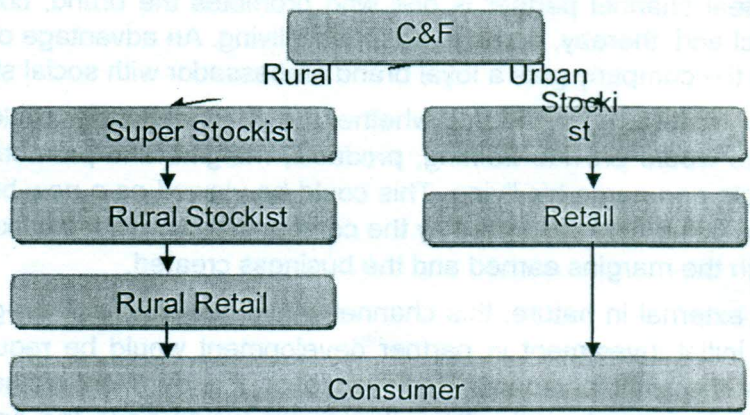 C&F
Rural
Urban
Stocki
st
Super Stockist
Rural Stockist
Retail
Rural Retail
Consumer